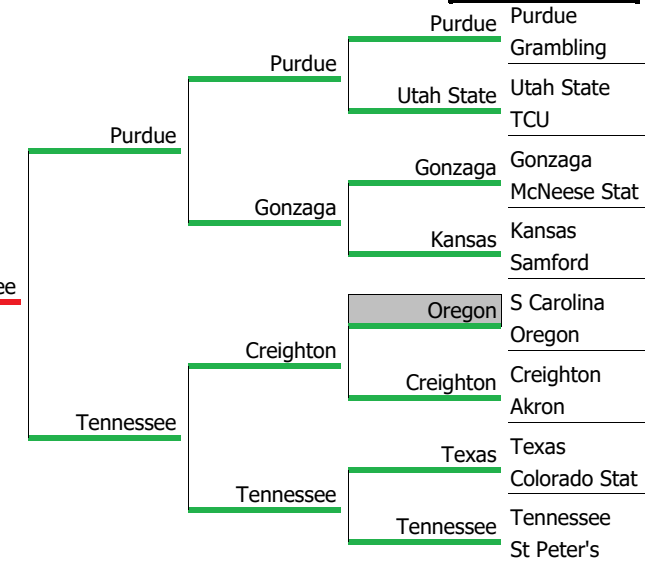 Purdue
Grambling
Utah State
TCU
Gonzaga
McNeese Stat
Kansas
Samford
S Carolina
Oregon
Creighton
Akron
Texas
Colorado Stat
Tennessee
St Peter's
Purdue
Utah State
Gonzaga
Kansas
Oregon
Creighton
Texas
Tennessee
Purdue
Gonzaga
Creighton
Tennessee
Purdue
Tennessee
ee